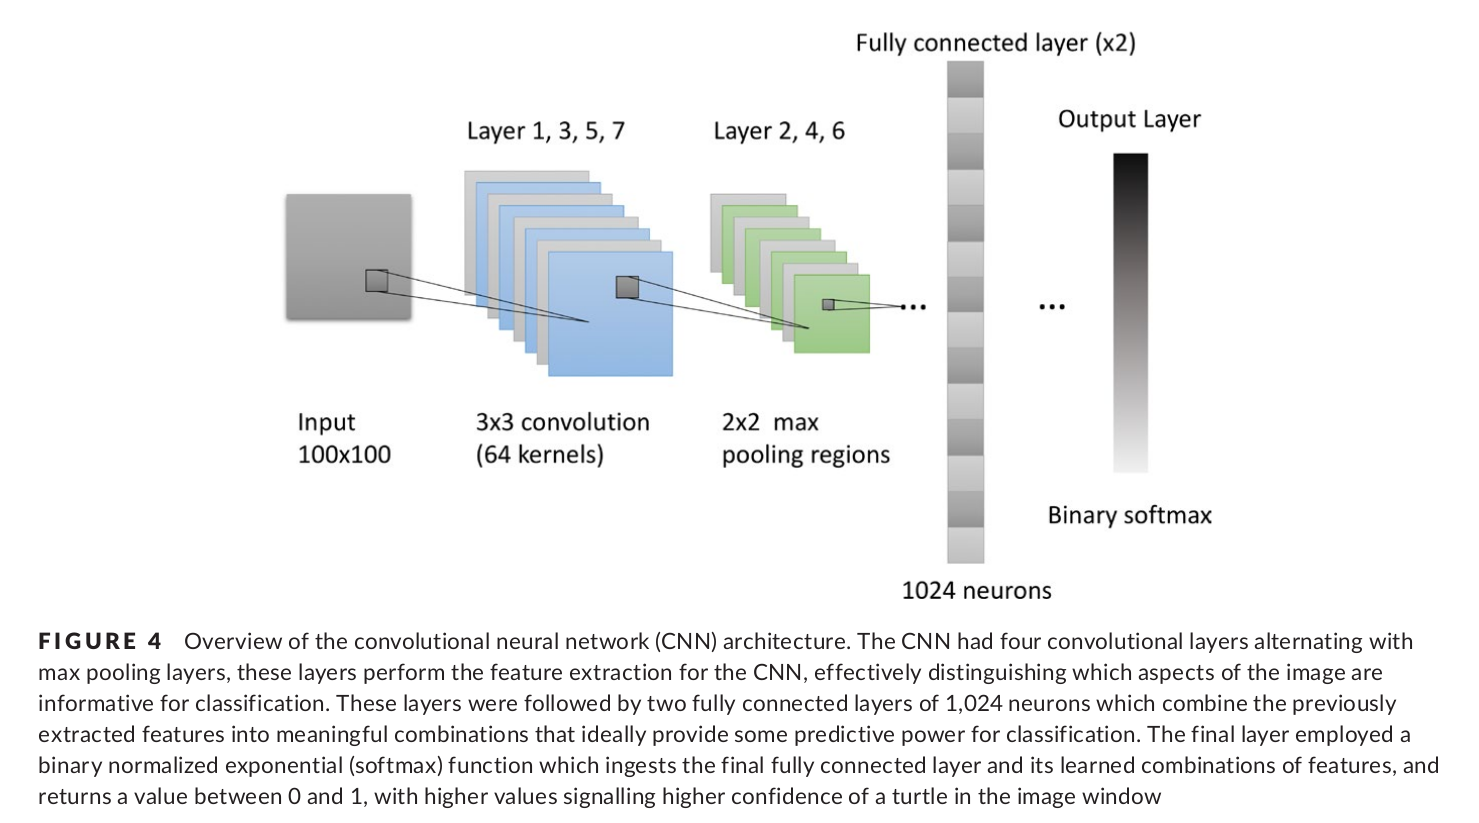 Fully connected layer (x2)
Output Layer
Layer 1, 3, 5, 7
Layer 2, 4, 6
...
...
Input
100x100
3x3 convolution
(64 kernels)
2x2 max
pooling regions
Binary softmax
1024 neurons
FIGURE 4 Overview of the convolutional neural network (CNN) architecture. The CNN had four convolutional layers alternating with
max pooling layers, these layers perform the feature extraction for the CNN, effectively distinguishing which aspects of the image are
informative for classification. These layers were followed by two fully connected layers of 1,024 neurons which combine the previously
extracted features into meaningful combinations that ideally provide some predictive power for classification. The final layer employed a
binary normalized exponential (softmax) function which ingests the final fully connected layer and its learned combinations of features, and
returns a value between 0 and 1, with higher values signalling higher confidence of a turtle in the image window